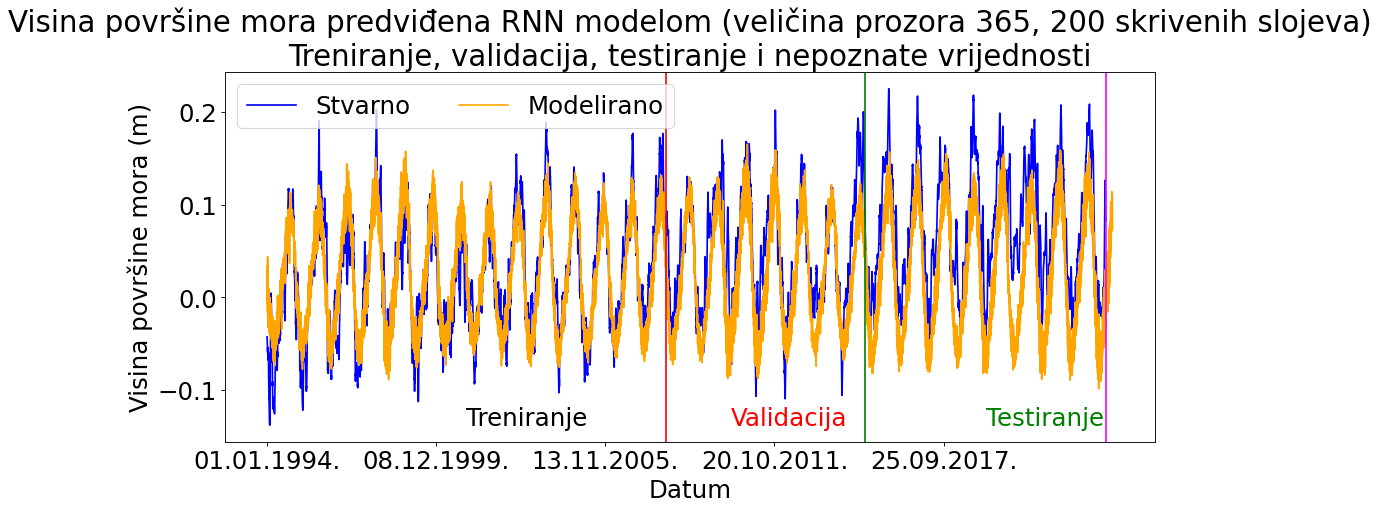 Visina površine mora predviđena RNN modelom (veličina prozora 365, 200 skrivenih slojeva)
Treniranje, validacija, testiranje i nepoznate vrijednosti
Stvarno
Modelirano
Visina površine mora (m)
0.2
0.1
0.0
−0.1
Treniranje
Validacija
Testiranje
01.01.1994.
08.12.1999.
13.11.2005.
20.10.2011.
25.09.2017.
Datum